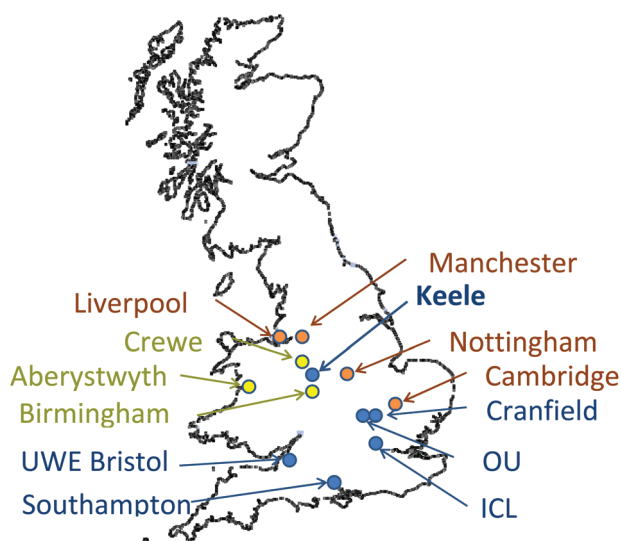 Manchester
Keele
Liverpool
Crewe
Nottingham
Aberystwyth
Cambridge
Birmingham
Cranfield
UWE Bristol
OU
Southampton
ICL